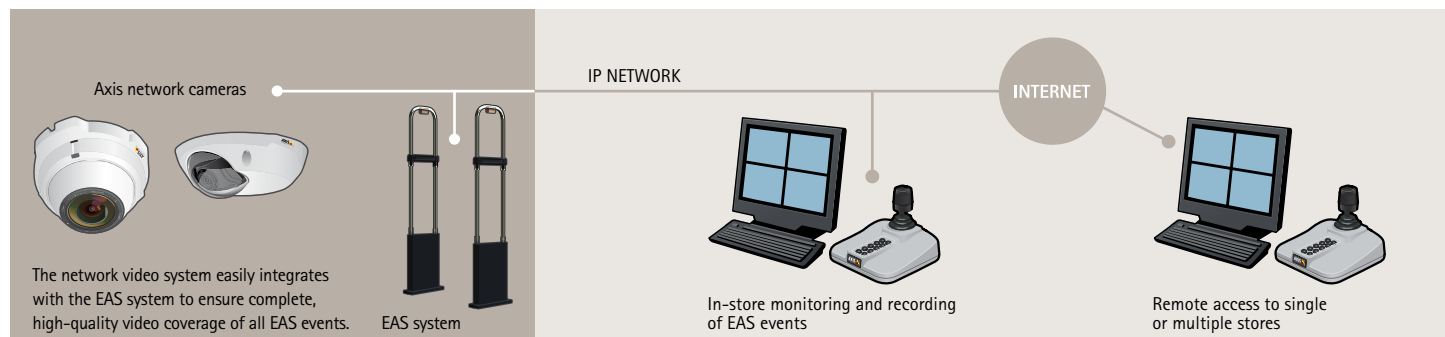 Axis network cameras
IP NETWORK
INTERNET
The network video system easily integrates
with the EAS system to ensure complete,
high-quality video coverage of all EAS events.
EAS system
In-store monitoring and recording
of EAS events
Remote access to single
or multiple stores